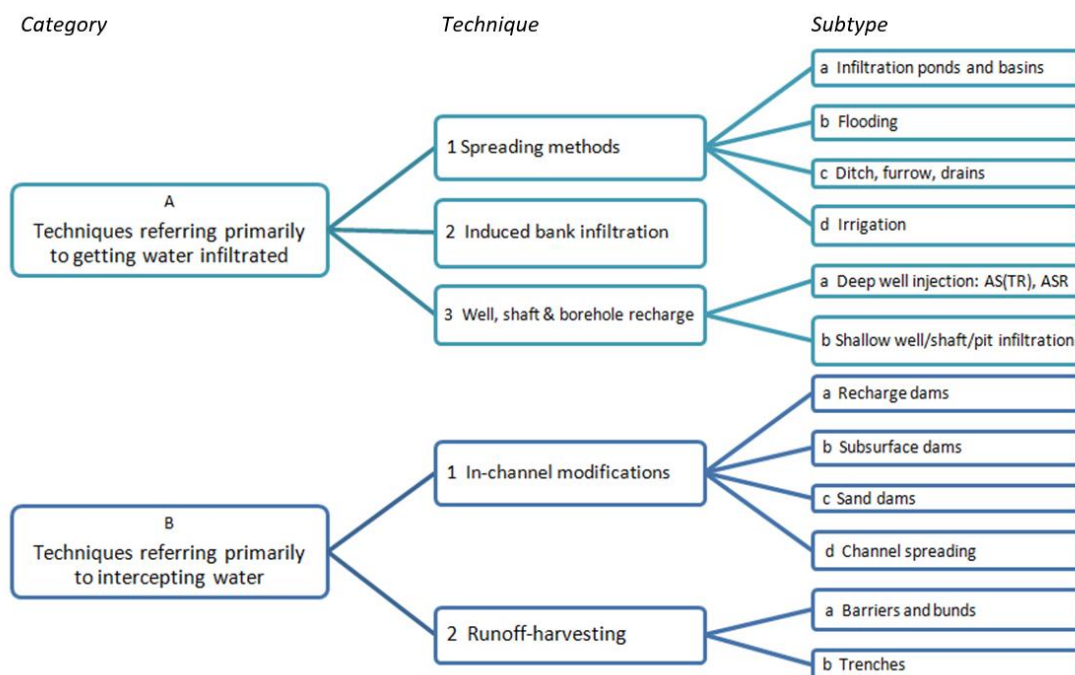 Category
Technique
Subtype
A
Techniques referring primarily
to getting water infiltrated
1 Spreading methods
a Infiltration ponds and basins
b Flooding
c Ditch, furrow, drains
d Irrigation
2 Induced bank infiltration
3 Well, shaft & borehole recharge
a Deep well injection: AS(TR), ASR
b Shallow well/shaft/pit infiltration
B
Techniques referring primarily
to intercepting water
1 In-channel modifications
a Recharge dams
b Subsurface dams
c Sand dams
d Channel spreading
2 Runoff-harvesting
a Barriers and bunds
b Trenches